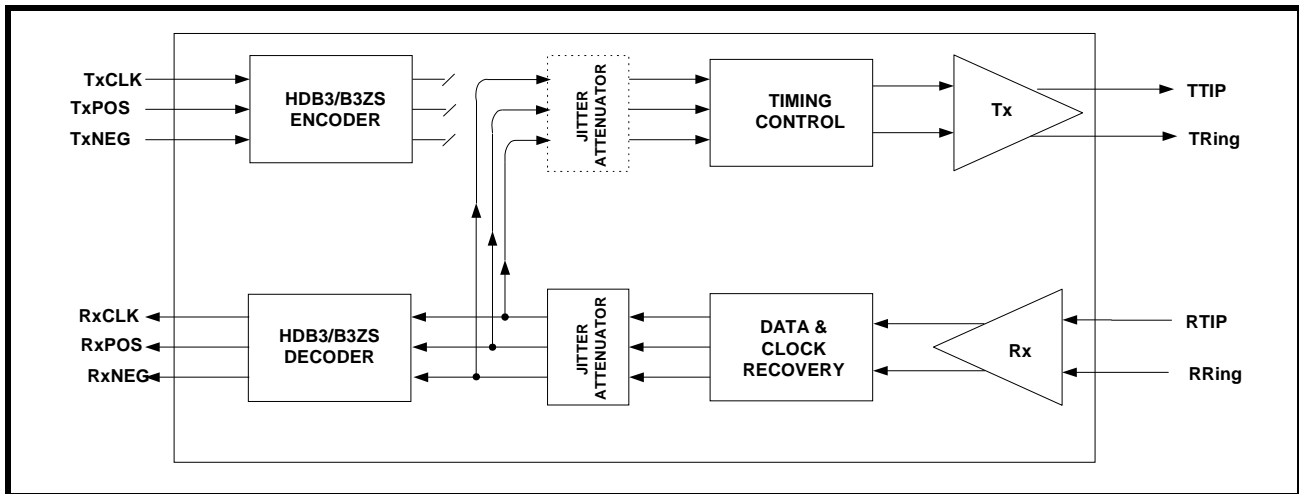 TxCLK
TxPOS
TxNEG
HDB3/B3ZS
ENCODER
JITTER
ATTENUATOR
TIMING
CONTROL
Tx
TTIP
TRing
RxCLK
RxPOS
RxNEG
HDB3/B3ZS
DECODER
JITTER
ATTENUATOR
DATA &
CLOCK
RECOVERY
Rx
RTIP
RRing